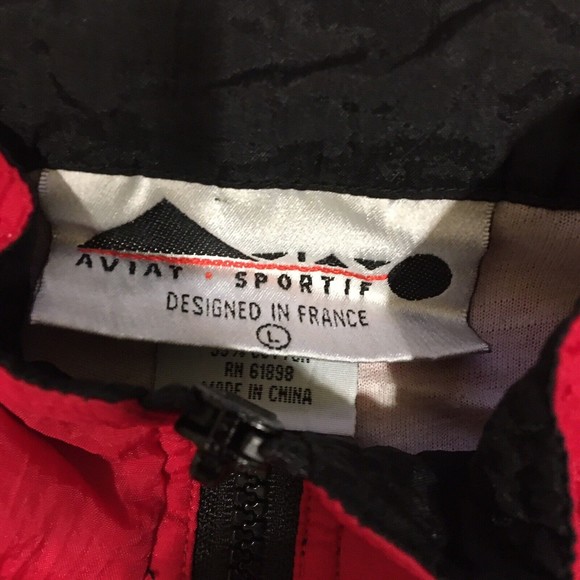 AVIAT • SPORTIF
DESIGNED IN FRANCE
L
RN 61898
MADE IN CHINA